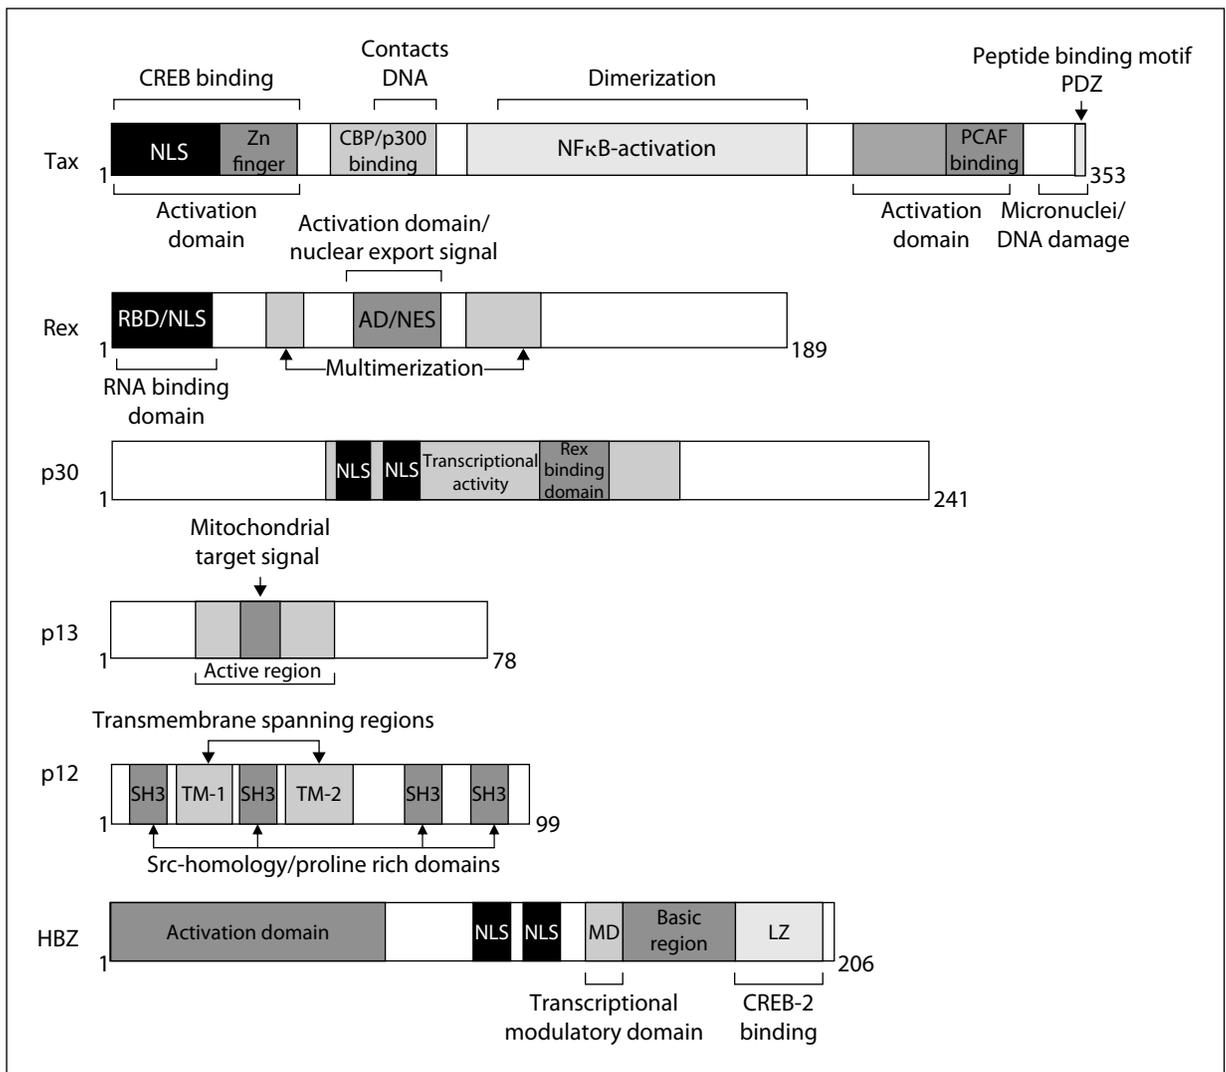 Contacts
Peptide binding motif
CREB binding
DNA
Dimerization
PDZ
Tax
NLS
Zn
finger
CBP/p300
binding
NFκB-activation
PCAF
binding
1
353
Activation
domain
Activation domain/
nuclear export signal
Activation
domain
Micronuclei/
DNA damage
Rex
RBD/NLS
AD/NES
1
189
Multimerization
RNA binding
domain
p30
NLS
NLS
Transcriptional
activity
Rex
binding
domain
1
241
Mitochondrial
target signal
p13
1
78
Active region
Transmembrane spanning regions
p12
SH3
TM-1
SH3
TM-2
SH3
SH3
1
99
Src-homology/proline rich domains
HBZ
Activation domain
NLS
NLS
MD
Basic
region
LZ
1
206
Transcriptional
modulatory domain
CREB-2
binding